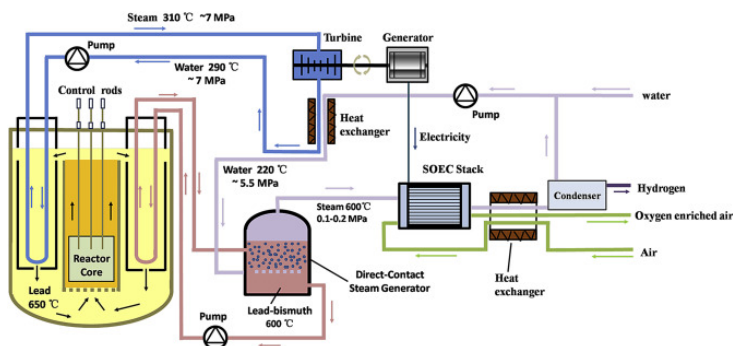 Steam 310 ℃ ~7 MPa
Pump
Water 290℃
~ 7 MPa
Turbine
Generator
Control rods
Heat
exchanger
Pump
water
Electricity
Water 220 ℃
~ 5.5 MPa
SOEC Stack
Steam 600℃
0.1-0.2 MPa
Condenser
Hydrogen
Oxygen enriched air
Air
Reactor
Core
Lead
650 ℃
Direct-Contact
Steam Generator
Heat
exchanger
Lead-bismuth
600 ℃
Pump